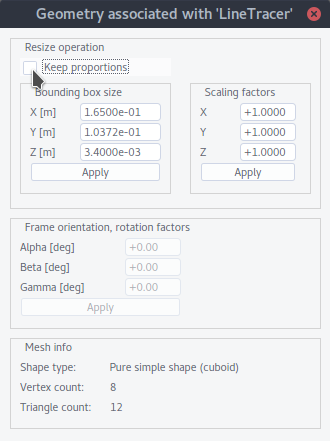 Geometry associated with 'LineTracer'
Resize operation
Keep proportions
Bounding box size
X [m] 1.6500e-01
Y [m] 1.0372e-01
Z [m] 3.4000e-03
Apply
Scaling factors
X +1.0000
Y +1.0000
Z +1.0000
Apply
Frame orientation, rotation factors
Alpha [deg] +0.00
Beta [deg] +0.00
Gamma [deg] +0.00
Apply
Mesh info
Shape type: Pure simple shape (cuboid)
Vertex count: 8
Triangle count: 12